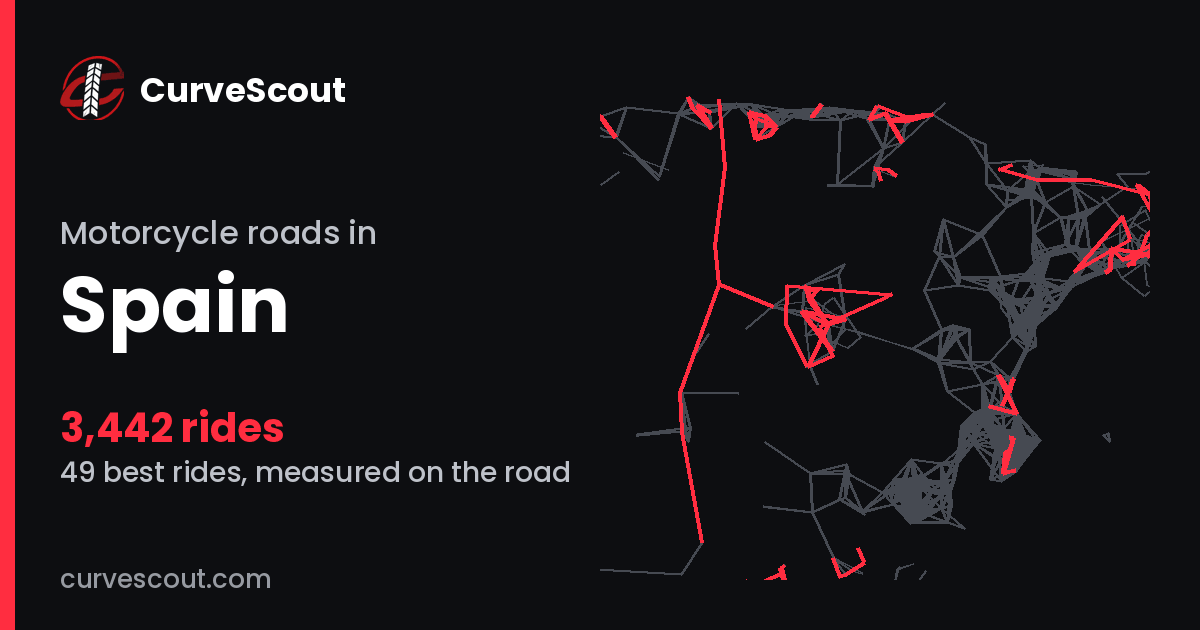 CurveScout
Motorcycle roads in
Spain
3,442 rides
49 best rides, measured on the road
curvescout.com